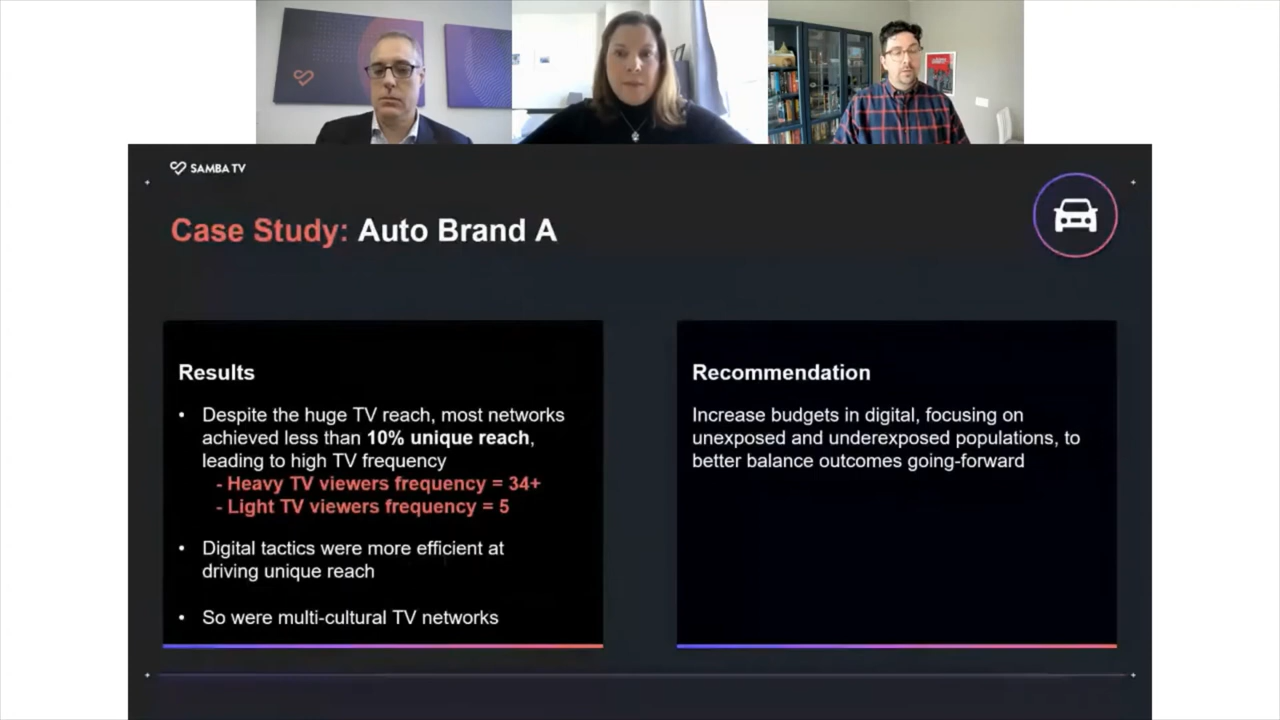 SAMBA TV
Case Study: Auto Brand A
Results
• Despite the huge TV reach, most networks
achieved less than 10% unique reach,
leading to high TV frequency
- Heavy TV viewers frequency = 34+
- Light TV viewers frequency = 5
• Digital tactics were more efficient at
driving unique reach
• So were multi-cultural TV networks
Recommendation
Increase budgets in digital, focusing on
unexposed and underexposed populations, to
better balance outcomes going-forward